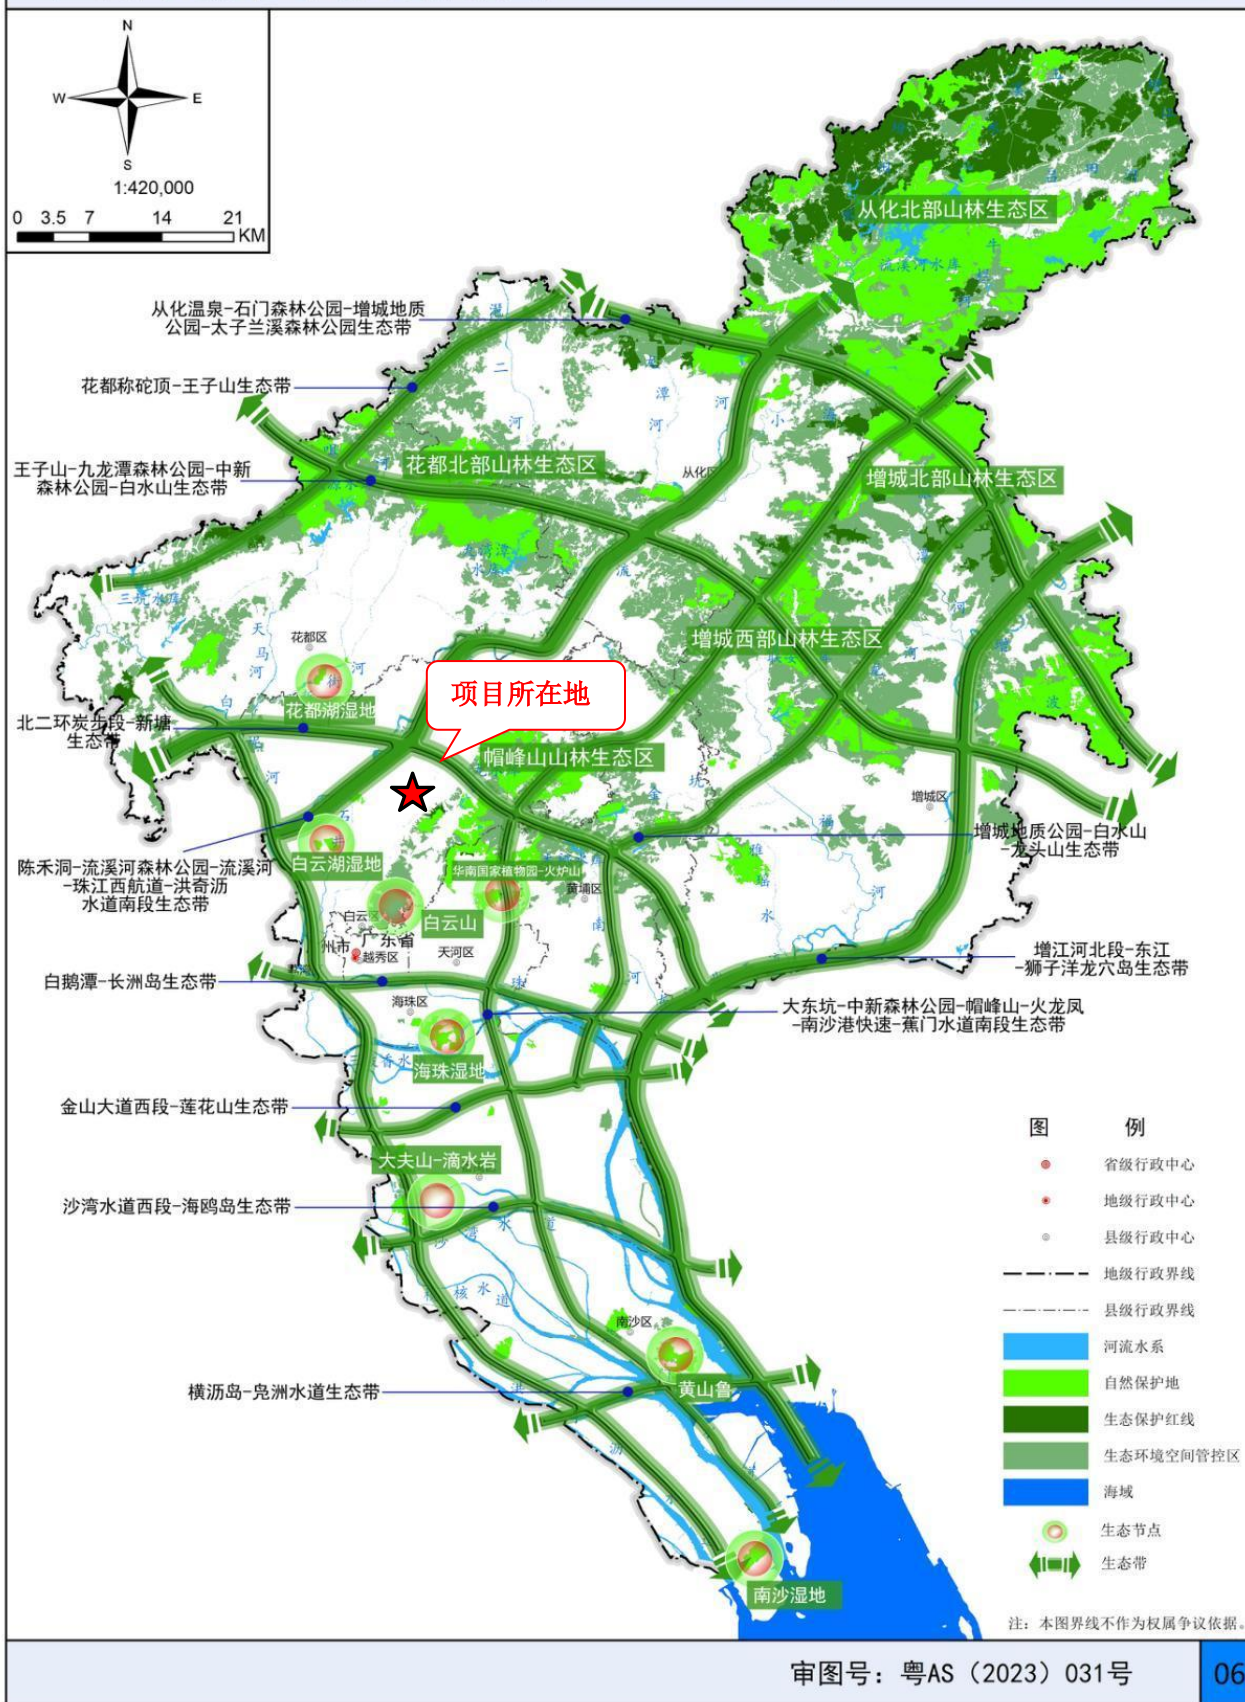 N
W
E
S
1:420,000
0 3.5 7 14 21
KM
从化北部山林生态区
流溪河水库
从化温泉-石门森林公园-增城地质
公园-太子兰溪森林公园生态带
花都称砣顶-王子山生态带
王子山-九龙潭森林公园-中新
森林公园-白水山生态带
花都北部山林生态区
从化区
增城北部山林生态区
三坑水库
天马河
花都区
增城西部山林生态区
花都湖湿地
项目所在地
北二环炭步段-新塘
生态带
帽峰山山林生态区
增城区
增城地质公园-白水山
-龙头山生态带
白云湖湿地
陈禾洞-流溪河森林公园-流溪河
-珠江西航道-洪奇沥
水道南段生态带
华南国家植物园-火炉山
黄埔区
白云区
白云山
广东省
州市
越秀区
天河区
增江河北段-东江
-狮子洋龙穴岛生态带
白鹅潭-长洲岛生态带
海珠区
大东坑-中新森林公园-帽峰山-火龙凤
-南沙港快速-蕉门水道南段生态带
海珠湿地
金山大道西段-莲花山生态带
大夫山-滴水岩
沙湾水道西段-海鸥岛生态带
南沙区
横沥岛-凫洲水道生态带
黄山鲁
南沙湿地
图 例
省级行政中心
地级行政中心
县级行政中心
地级行政界线
县级行政界线
河流水系
自然保护地
生态保护红线
生态环境空间管控区
海域
生态节点
生态带
注：本图界线不作为权属争议依据。
审图号：粤AS（2023）031号
06